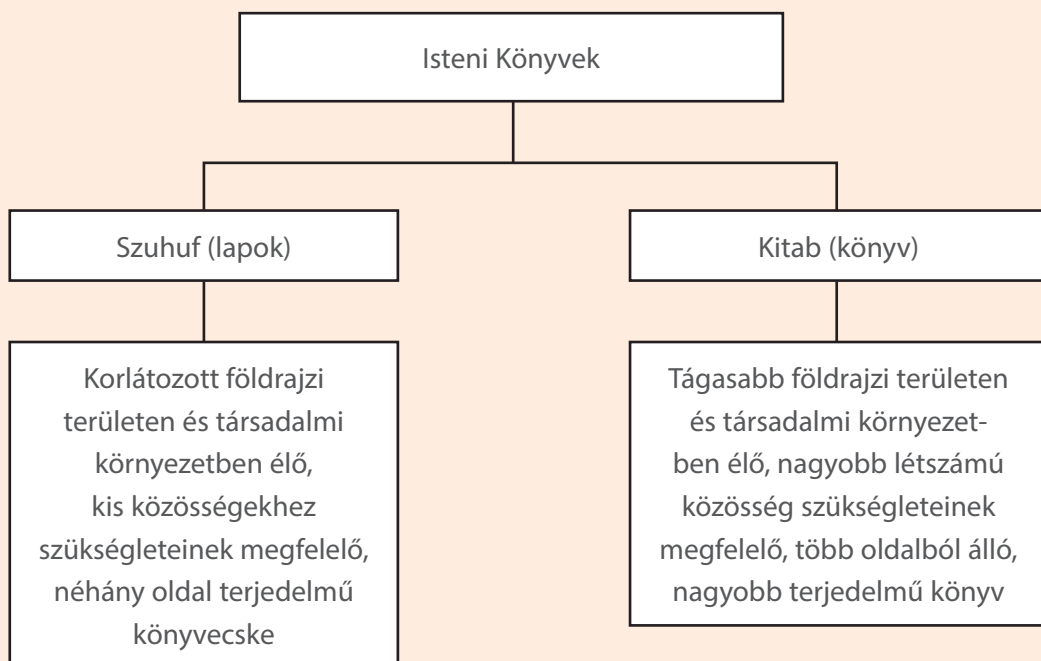 Isteni Könyvek
Szuhuf (lapok)
Korlátozott földrajzi
területen és társadalmi
környezetben élő,
kis közösségekhez
szükségleteinek megfelelő,
néhány oldal terjedelmű
könyvecske
Kitab (könyv)
Tágasabb földrajzi területen
és társadalmi környezet-
ben élő, nagyobb létszámú
közösség szükségleteinek
megfelelő, több oldalból álló,
nagyobb terjedelmű könyv